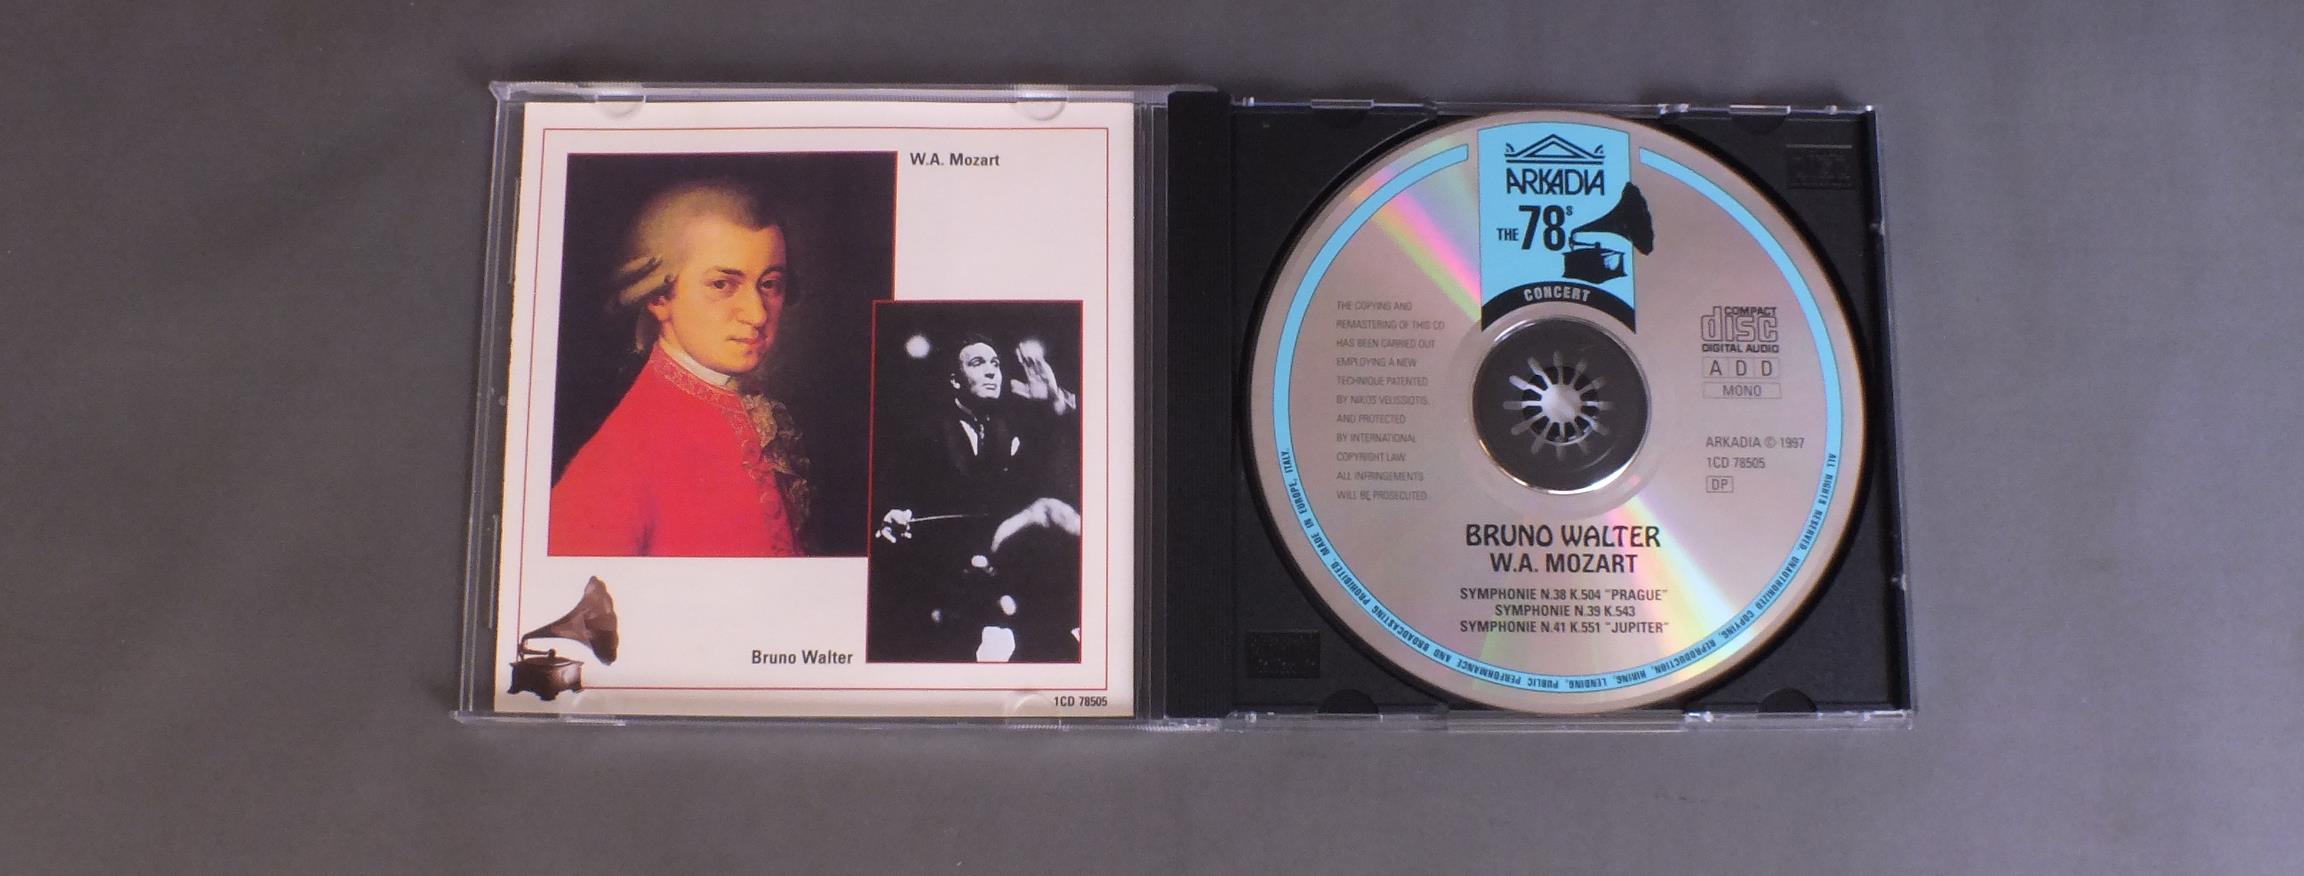 W.A. Mozart
Bruno Walter
1CD 78505
ARKADIA
THE 78s
CONCERT
THE COPYING AND
REMASTERING OF THIS CD
HAS BEEN CARRIED OUT
EMPLOYING A NEW
TECHNIQUE PATENTED
BY NIKOS VELISSIOTIS,
AND PROTECTED
BY INTERNATIONAL
COPYRIGHT LAW
ALL INFRINGEMENTS
WILL BE PROSECUTED
COMPACT
disc
DIGITAL AUDIO
A D D
MONO
ARKADIA © 1997
1CD 78505
DP
BRUNO WALTER
W.A. MOZART
SYMPHONIE N.38 K.504 "PRAGUE"
SYMPHONIE N.39 K.543
SYMPHONIE N.41 K.551 "JUPITER"
ALL RIGHTS RESERVED. UNAUTHORIZED COPYING, REPRODUCTION, HIRING, LENDING, PUBLIC PERFORMANCE AND BROADCASTING PROHIBITED. MADE IN EUROPE, ITALY.